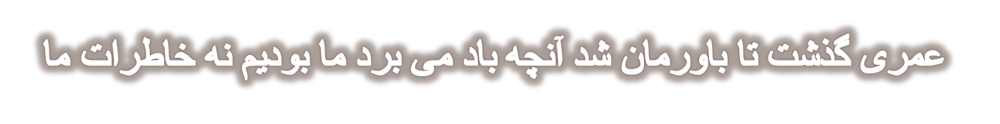 عمری گذشت تا باورمان شد آنچه باد می برد ما بودیم نه خاطرات ما